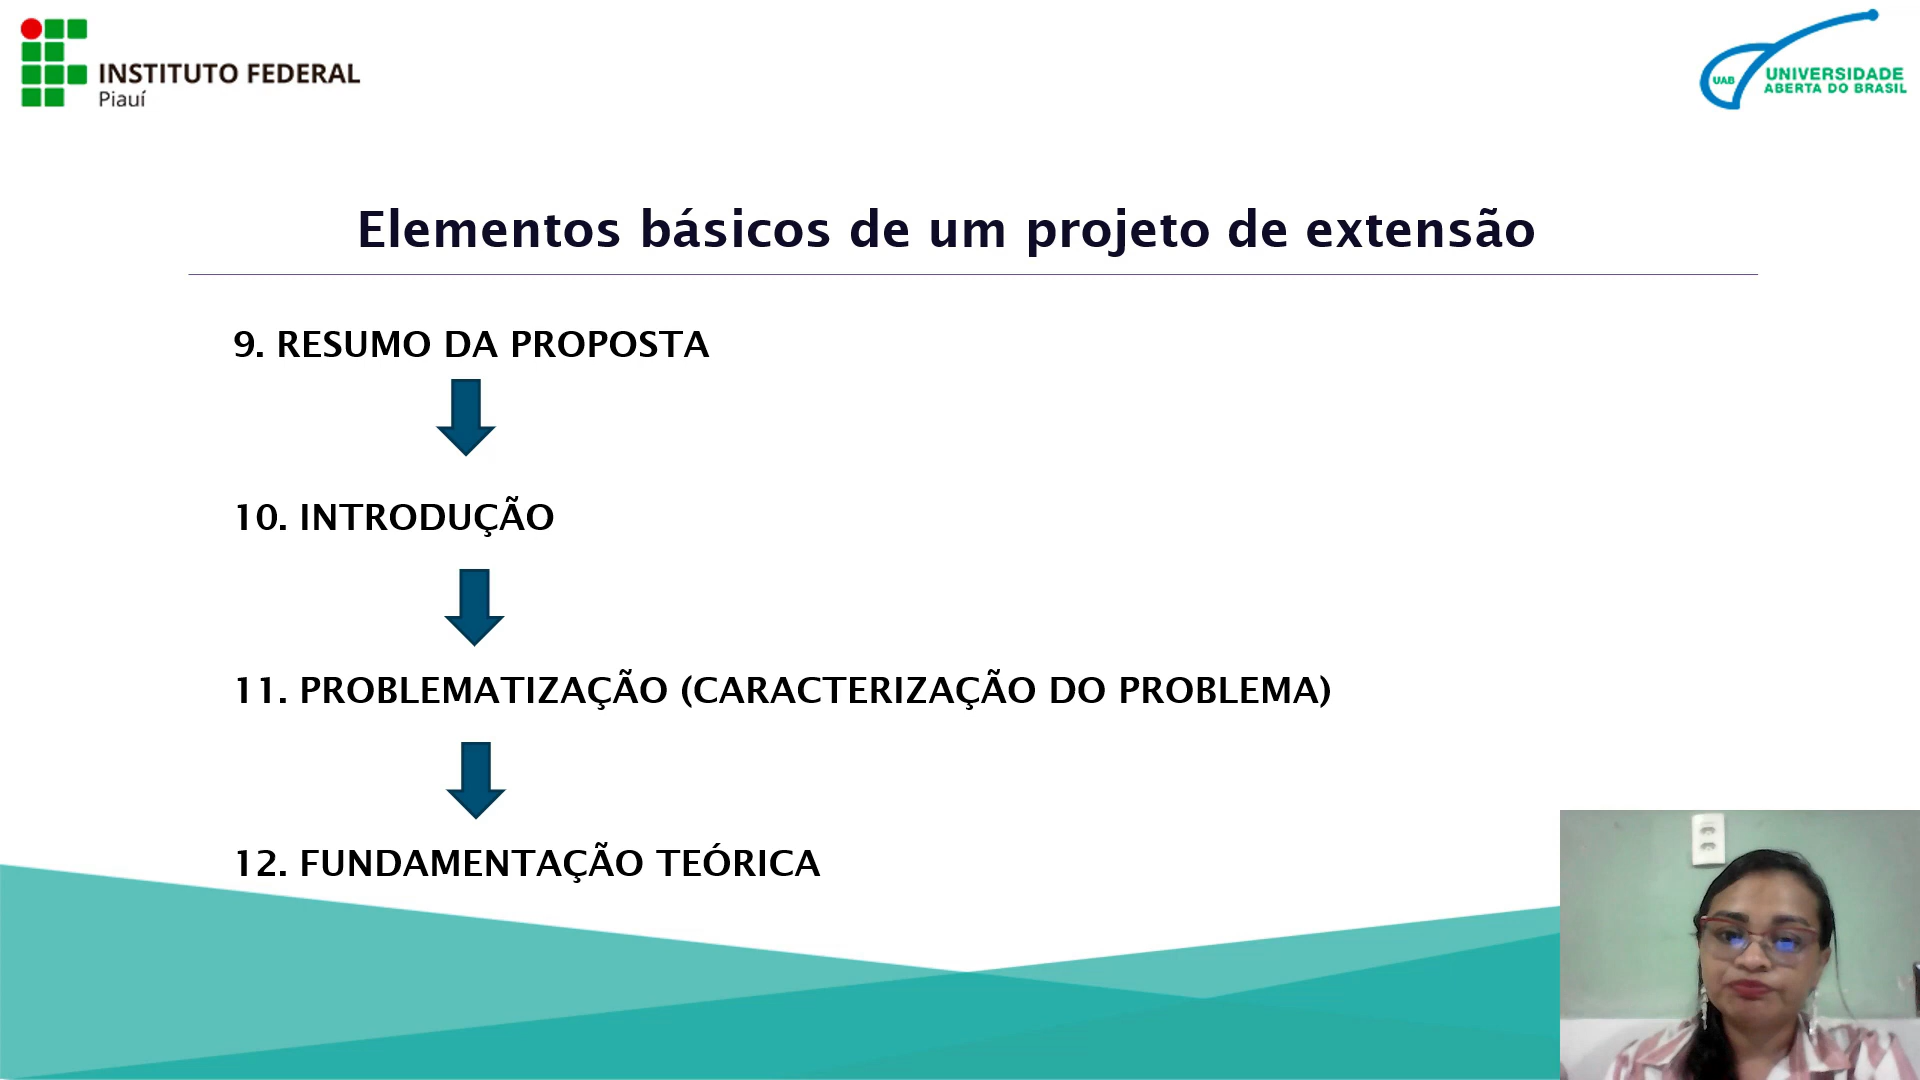 INSTITUTO FEDERAL
Piauí
UAB
UNIVERSIDADE
ABERTA DO BRASIL
Elementos básicos de um projeto de extensão
9. RESUMO DA PROPOSTA
10. INTRODUÇÃO
11. PROBLEMATIZAÇÃO (CARACTERIZAÇÃO DO PROBLEMA)
12. FUNDAMENTAÇÃO TEÓRICA